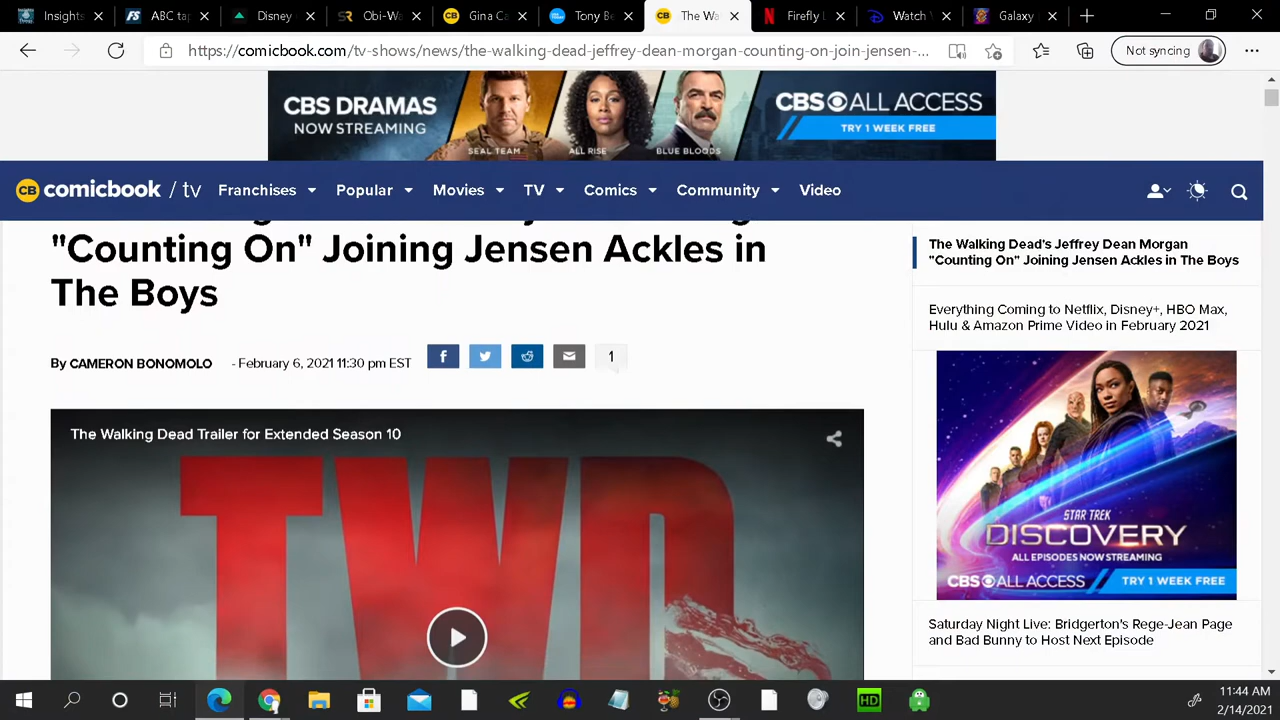 Insights
ABC ta
Disney
Obi-Wa
Gina Ca
Tony Be
The Wa
Firefly L
Watch
Galaxy
https://comicbook.com/tv-shows/news/the-walking-dead-jeffrey-dean-morgan-counting-on-join-jensen-...
Not syncing
CBS DRAMAS
NOW STREAMING
SEAL TEAM
ALL RISE
BLUE BLOODS
CBS ALL ACCESS
TRY 1 WEEK FREE
CB comicbook / tv
Franchises
Popular
Movies
TV
Comics
Community
Video
"Counting On" Joining Jensen Ackles in
The Boys
By CAMERON BONOMOLO - February 6, 2021 11:30 pm EST
1
The Walking Dead Trailer for Extended Season 10
TWD
The Walking Dead's Jeffrey Dean Morgan
"Counting On" Joining Jensen Ackles in The Boys
Everything Coming to Netflix, Disney+, HBO Max,
Hulu & Amazon Prime Video in February 2021
STAR TREK
DISCOVERY
ALL EPISODES NOW STREAMING
CBS ALL ACCESS TRY 1 WEEK FREE
Saturday Night Live: Bridgerton's Rege-Jean Page
and Bad Bunny to Host Next Episode
HD
11:44 AM
2/14/2021